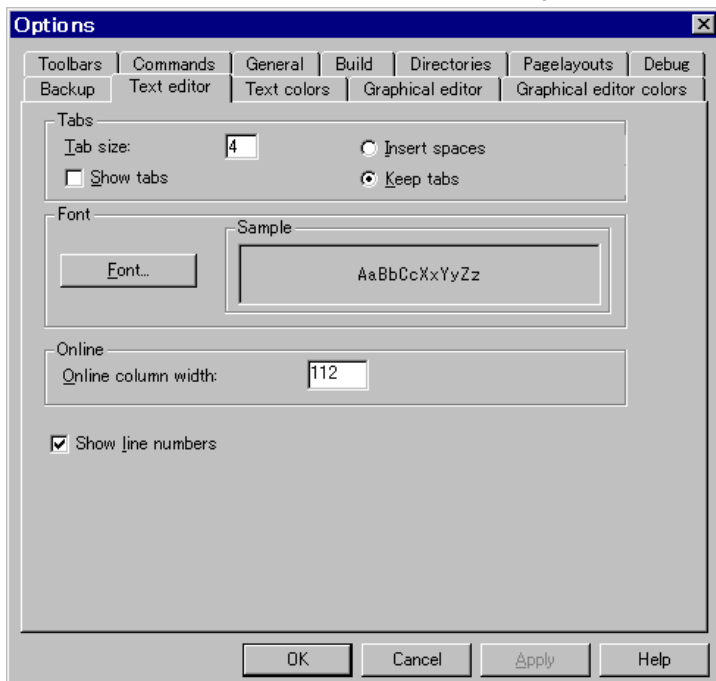 Options
Toolbars Commands General Build Directories Pagelayouts Debug
Backup Text editor Text colors Graphical editor Graphical editor colors
Tabs
Tab size: 4 Insert spaces
Show tabs Keep tabs
Font
Sample
Font... AaBbCcXxYyZz
Online
Online column width: 112
Show line numbers
OK Cancel Apply Help